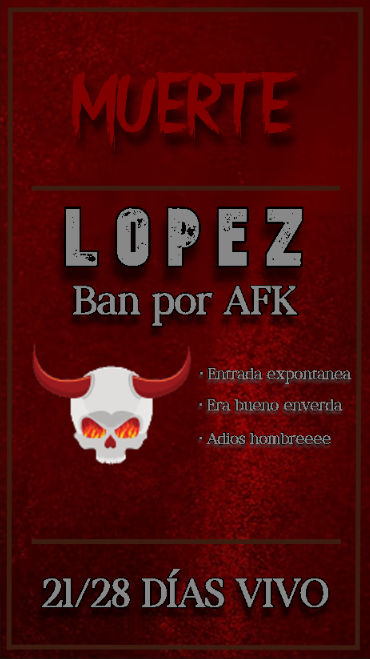 MUERTE
LOPEZ
Ban por AFK
· Entrada expontanea
· Era bueno enverda
· Adios hombreeee
21/28 DÍAS VIVO